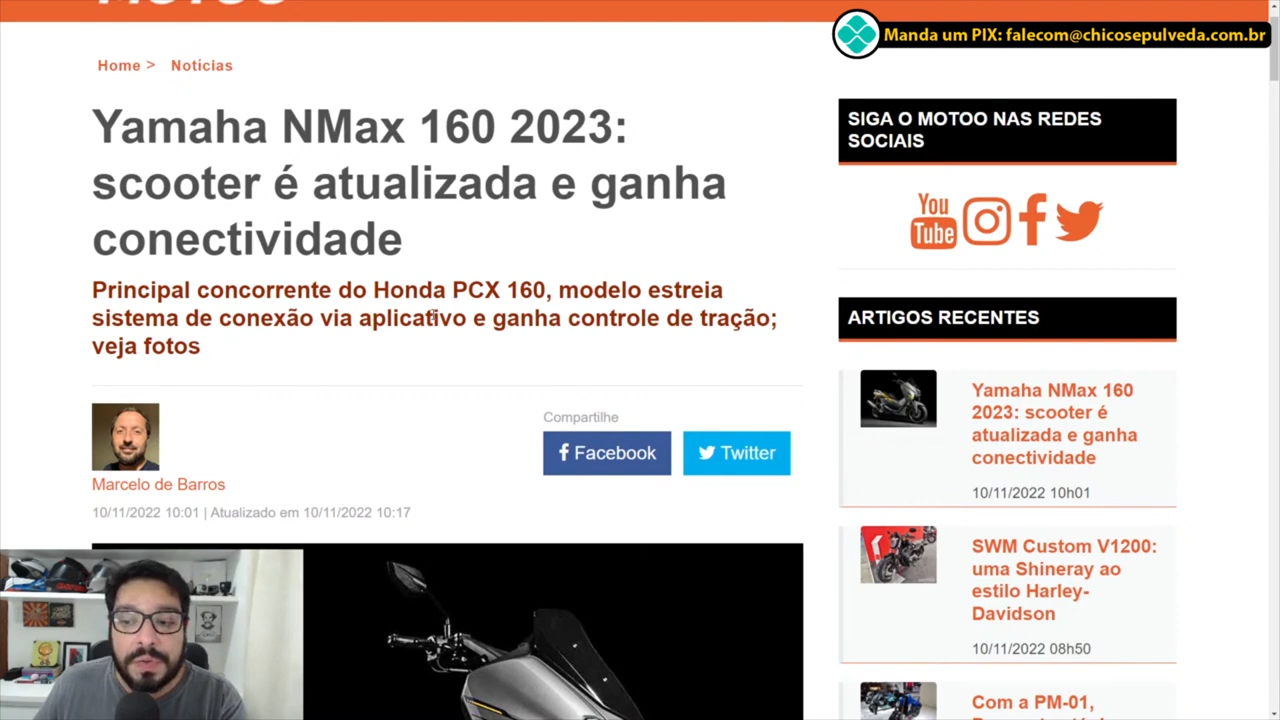 MOTOO
Manda um PIX: falecom@chicosepulveda.com.br
Home > Notícias
Yamaha NMax 160 2023:
scooter é atualizada e ganha
conectividade
Principal concorrente do Honda PCX 160, modelo estreia
sistema de conexão via aplicativo e ganha controle de tração;
veja fotos
Marcelo de Barros
10/11/2022 10:01 | Atualizado em 10/11/2022 10:17
Compartilhe
Facebook
Twitter
SIGA O MOTOO NAS REDES
SOCIAIS
You
Tube
ARTIGOS RECENTES
Yamaha NMax 160
2023: scooter é
atualizada e ganha
conectividade
10/11/2022 10h01
SWM Custom V1200:
uma Shineray ao
estilo Harley-
Davidson
10/11/2022 08h50
Com a PM-01,